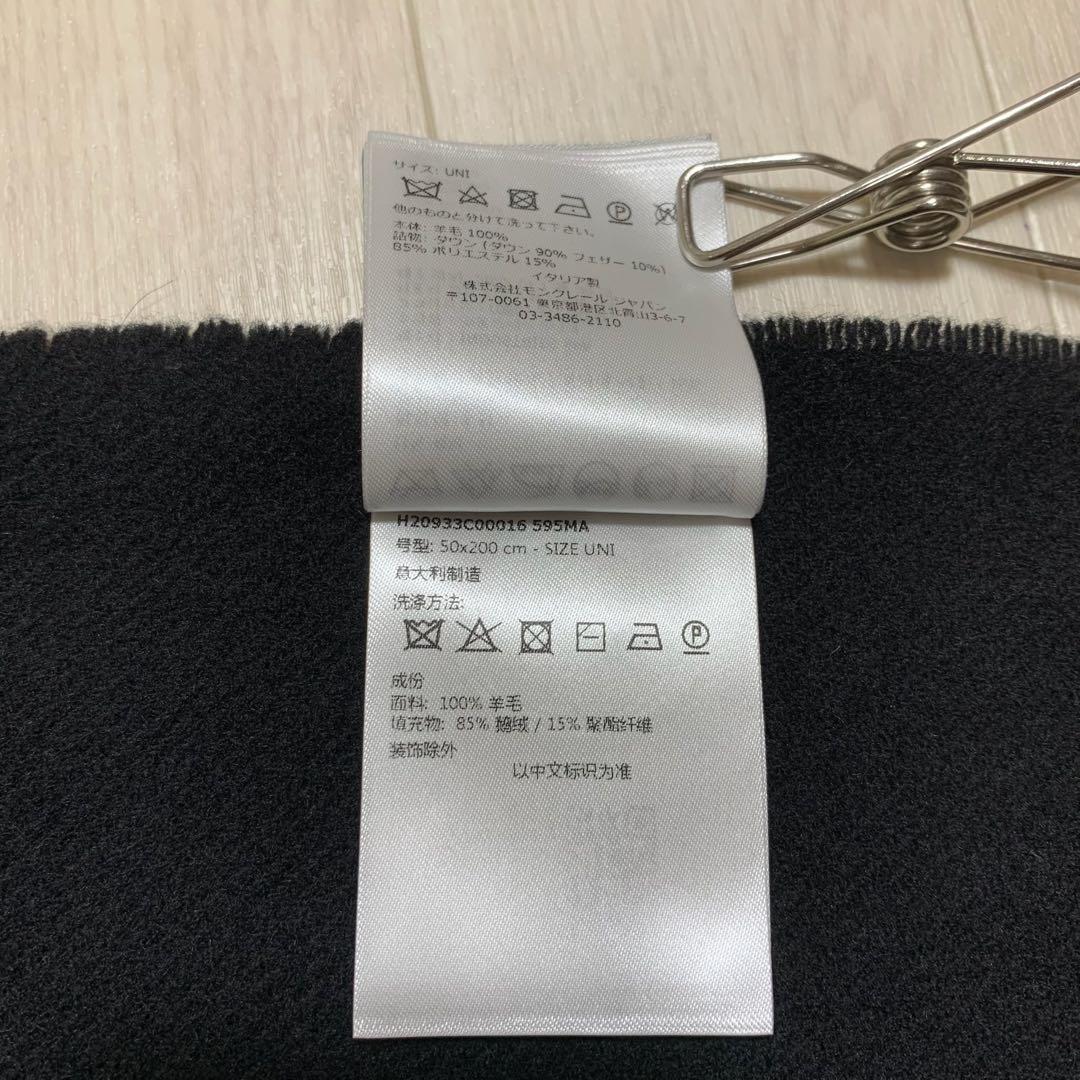 サイズ: UNI
他のものと分けて洗って下さい。
本体: 羊毛 100%
詰物: ダウン (ダウン 90% フェザー 10%)
85% ポリエステル 15%
イタリア製
株式会社モンクレール ジャパン
〒107-0061 東京都港区北青山3-6-7
03-3486-2110
H20933C00016 595MA
号型: 50x200 cm - SIZE UNI
意大利制造
洗涤方法:
成份
面料: 100% 羊毛
填充物: 85% 鹅绒 / 15% 聚酯纤维
装饰除外
以中文标识为准